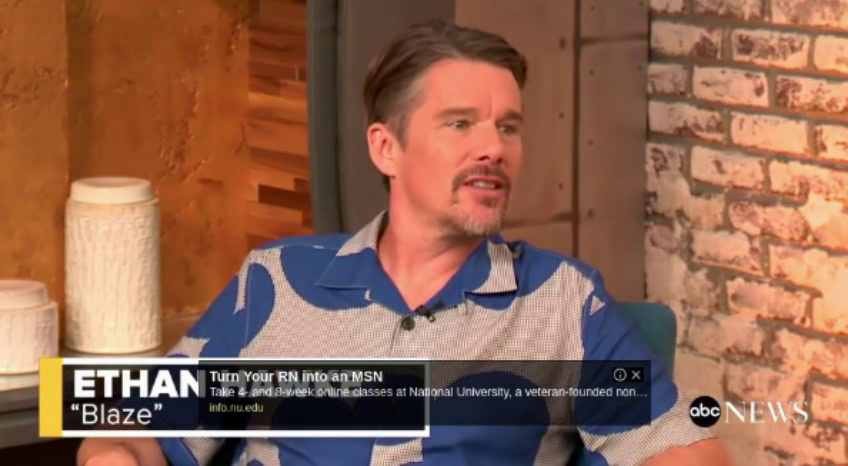 ETHAN
"Blaze"
Turn Your RN into an MSN
Take 4- and 8-week online classes at National University, a veteran-founded non...
info.nu.edu
abc NEWS